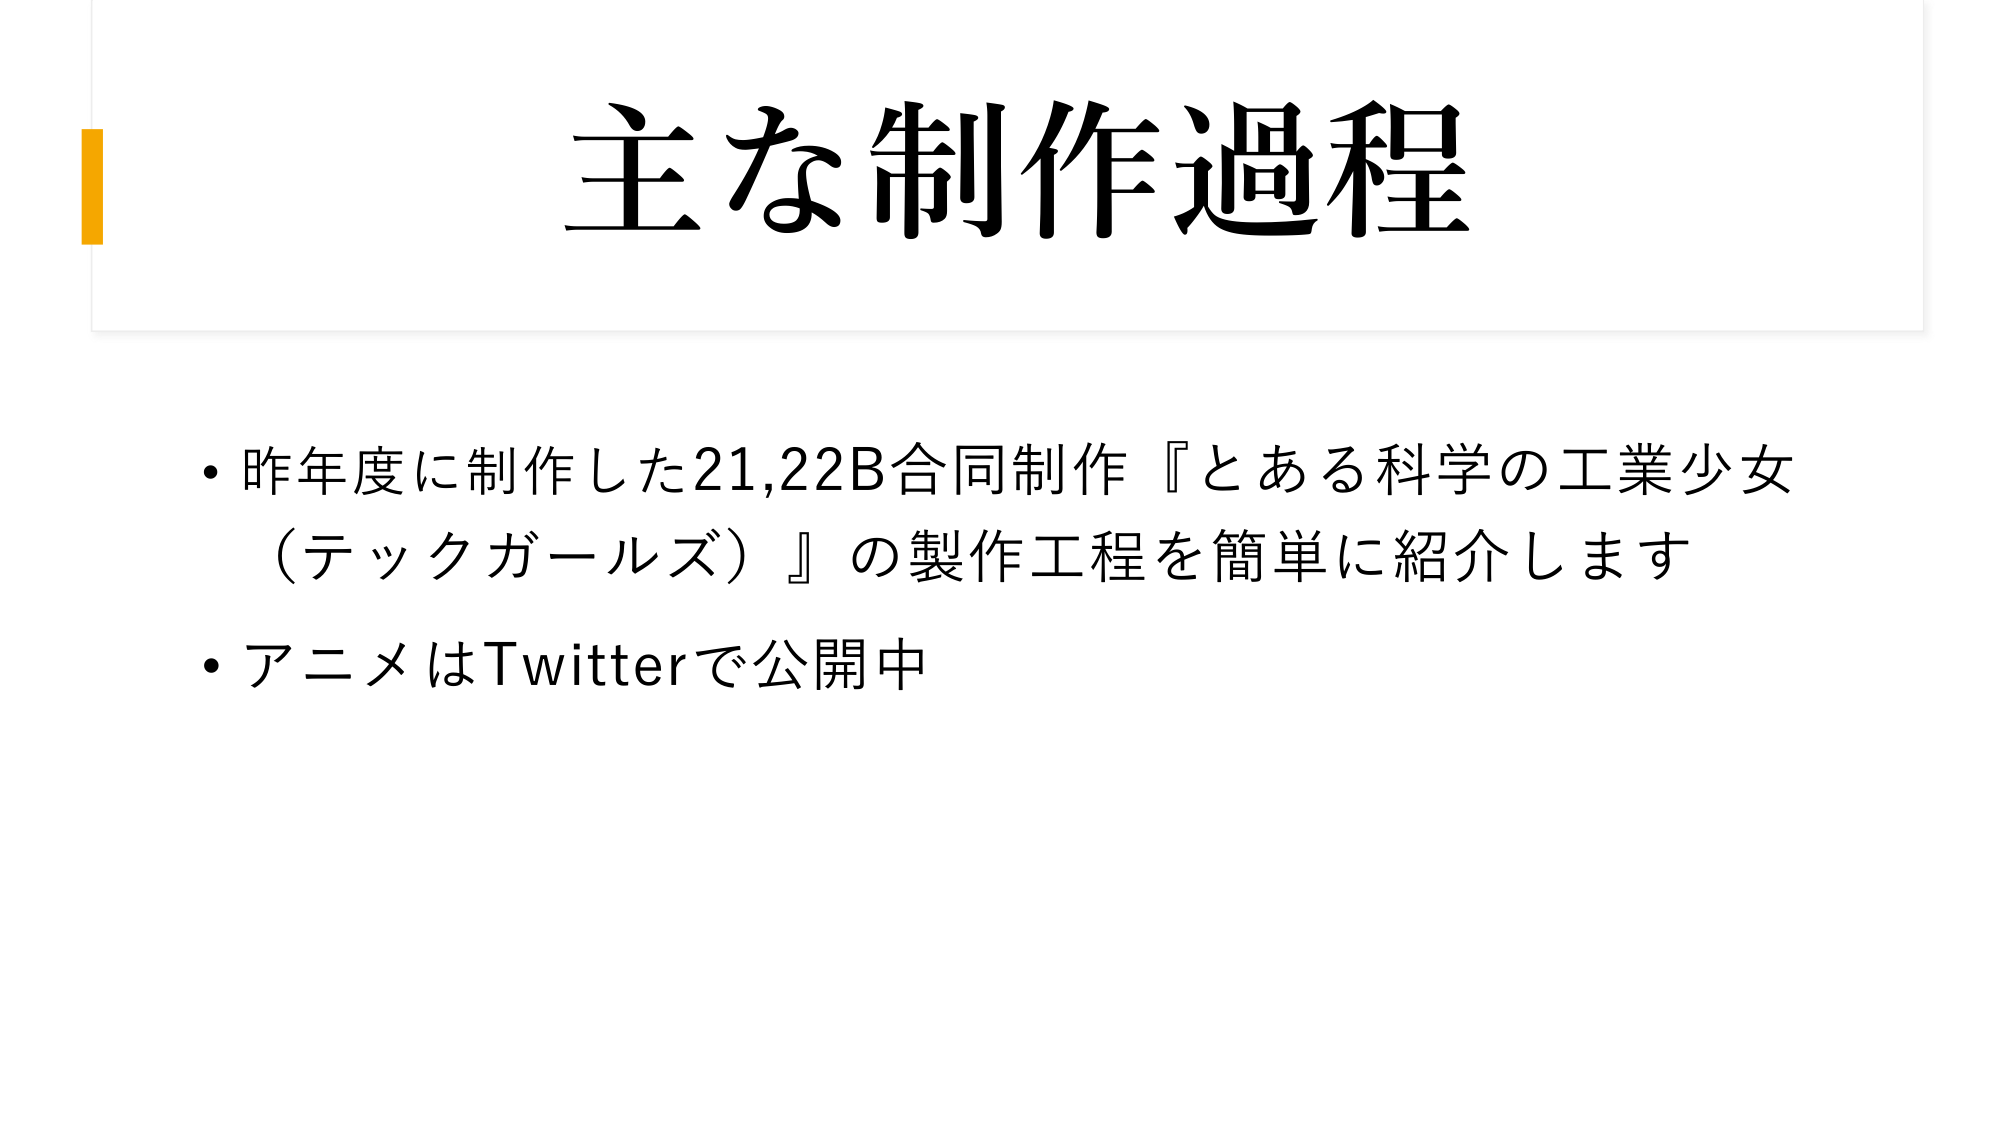 主な制作過程
• 昨年度に制作した21,22B合同制作『とある科学の工業少女
（テックガールズ）』の製作工程を簡単に紹介します
• アニメはTwitterで公開中